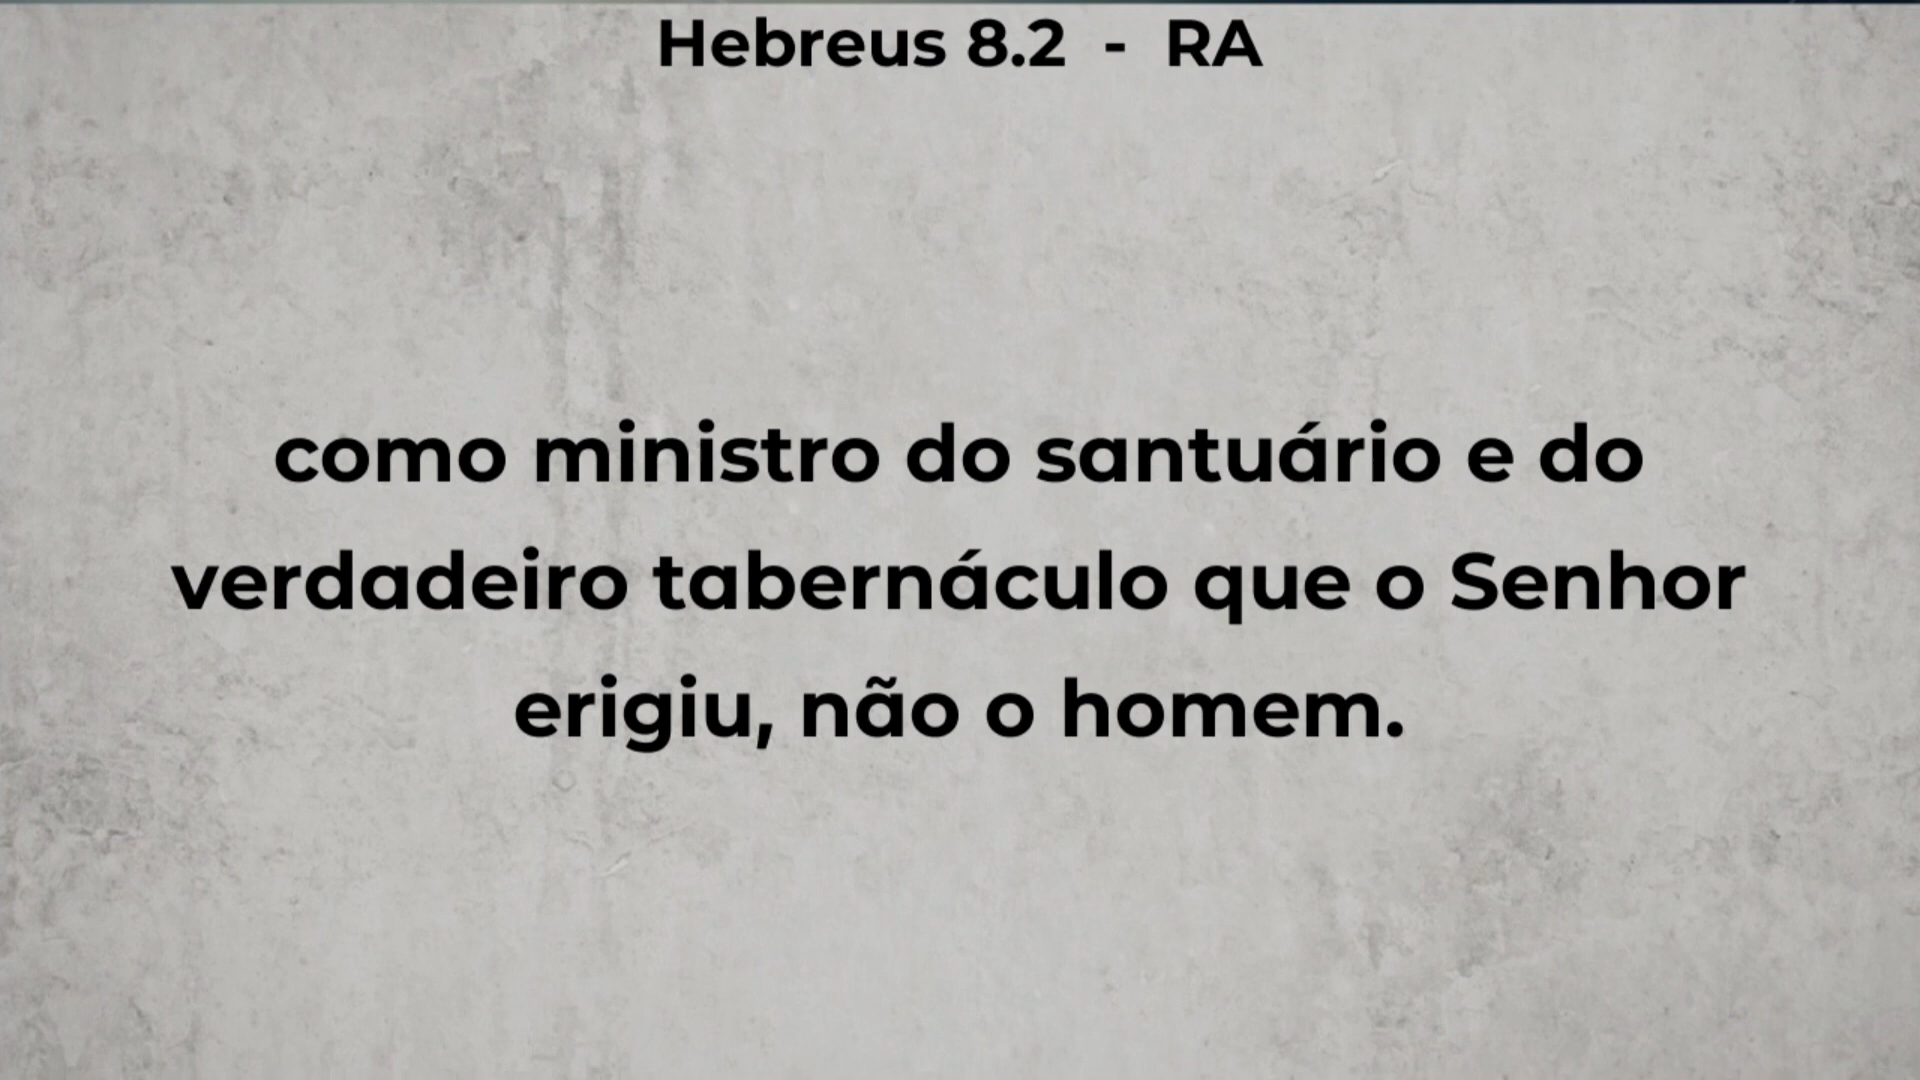 Hebreus 8.2 - RA
como ministro do santuário e do
verdadeiro tabernáculo que o Senhor
erigiu, não o homem.